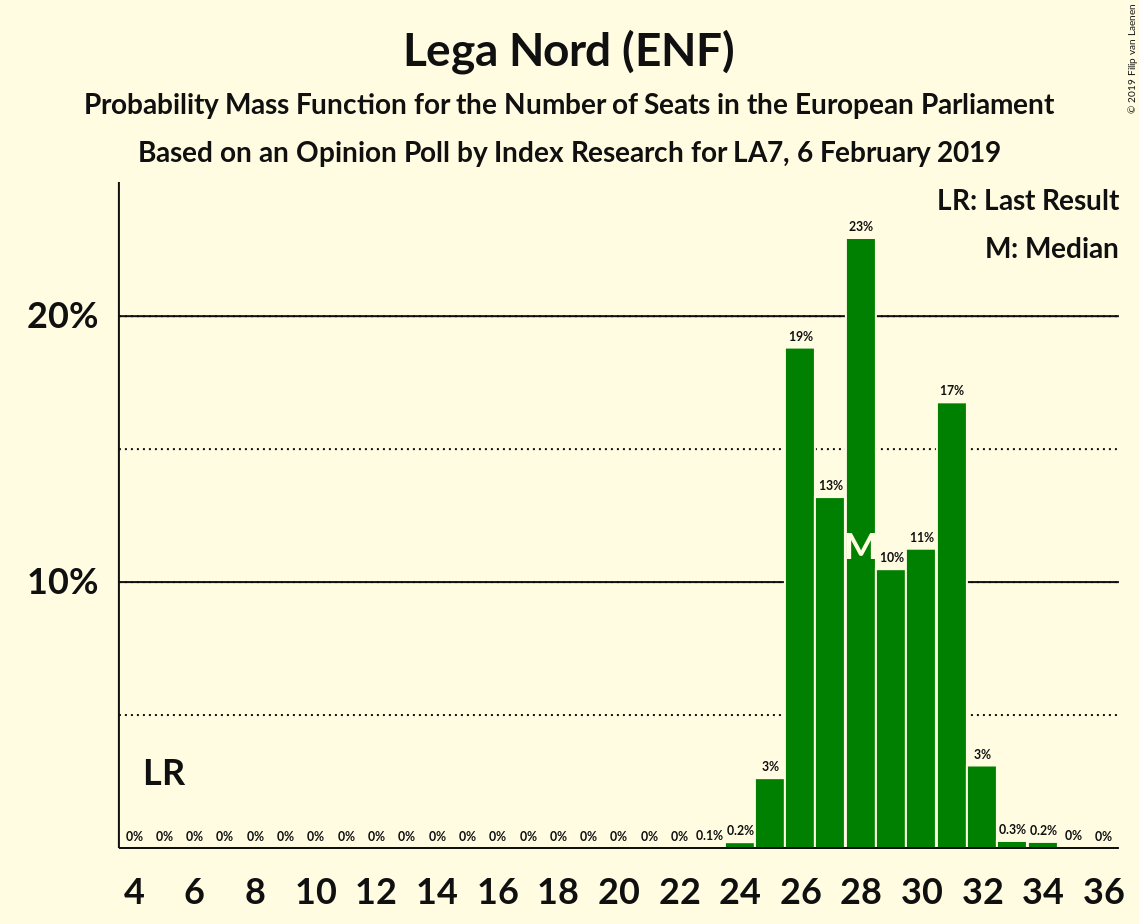 Lega Nord (ENF)
Probability Mass Function for the Number of Seats in the European Parliament
Based on an Opinion Poll by Index Research for LA7, 6 February 2019
© 2019 Filip van Laenen
LR: Last Result
M: Median
23%
20%
19%
17%
13%
11%
M
10%
10%
3%
LR
3%
0% 0% 0% 0% 0% 0% 0% 0% 0% 0% 0% 0% 0% 0% 0% 0% 0% 0% 0% 0.1% 0.2% 0.3% 0.2% 0% 0%
4 6 8 10 12 14 16 18 20 22 24 26 28 30 32 34 36